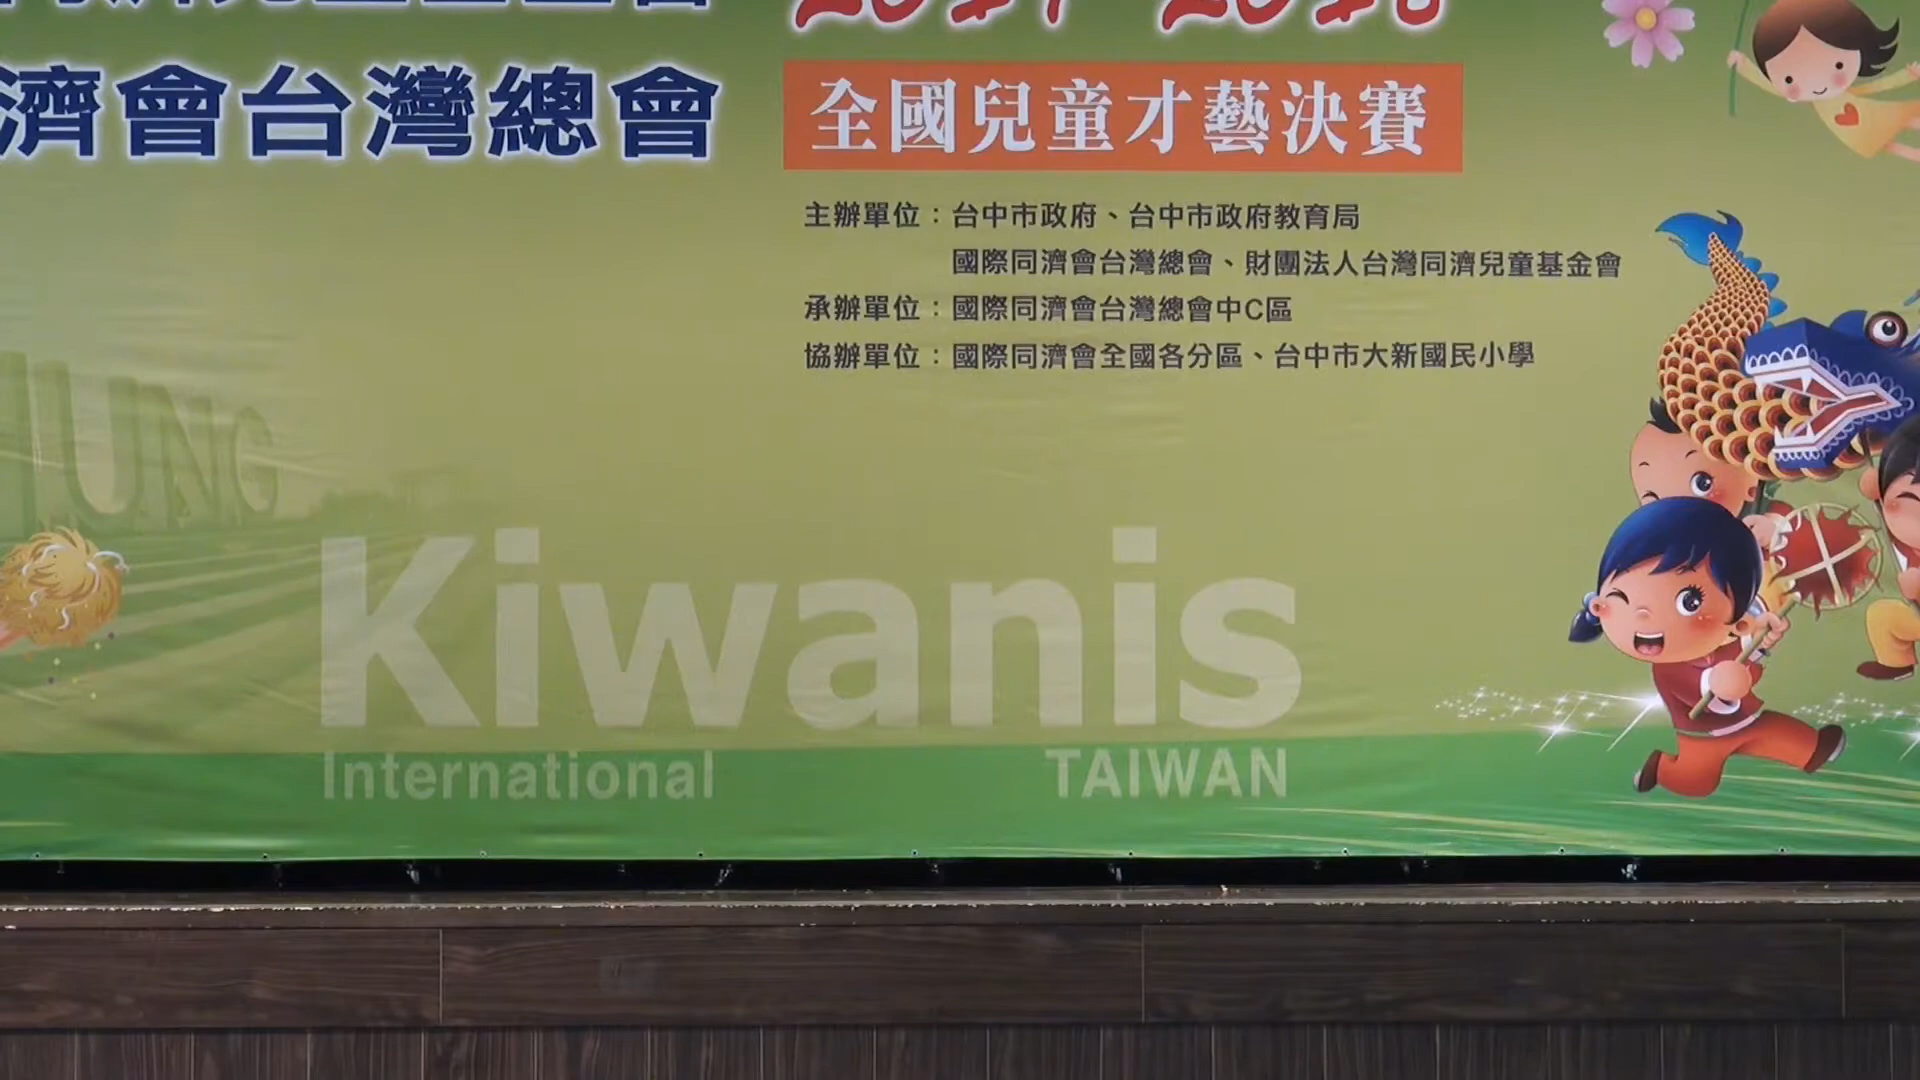 濟會台灣總會
全國兒童才藝決賽
主辦單位：台中市政府、台中市政府教育局
國際同濟會台灣總會、財團法人台灣同濟兒童基金會
承辦單位：國際同濟會台灣總會中C區
協辦單位：國際同濟會全國各分區、台中市大新國民小學
UNG
Kiwanis
International TAIWAN